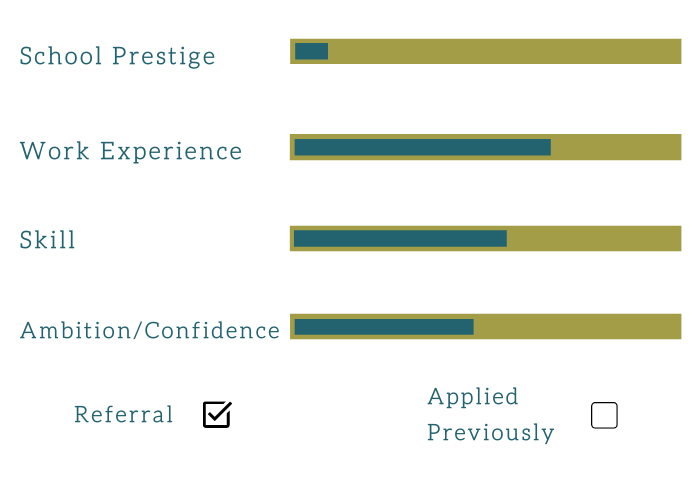 School Prestige
Work Experience
Skill
Ambition/Confidence
Referral
Applied
Previously